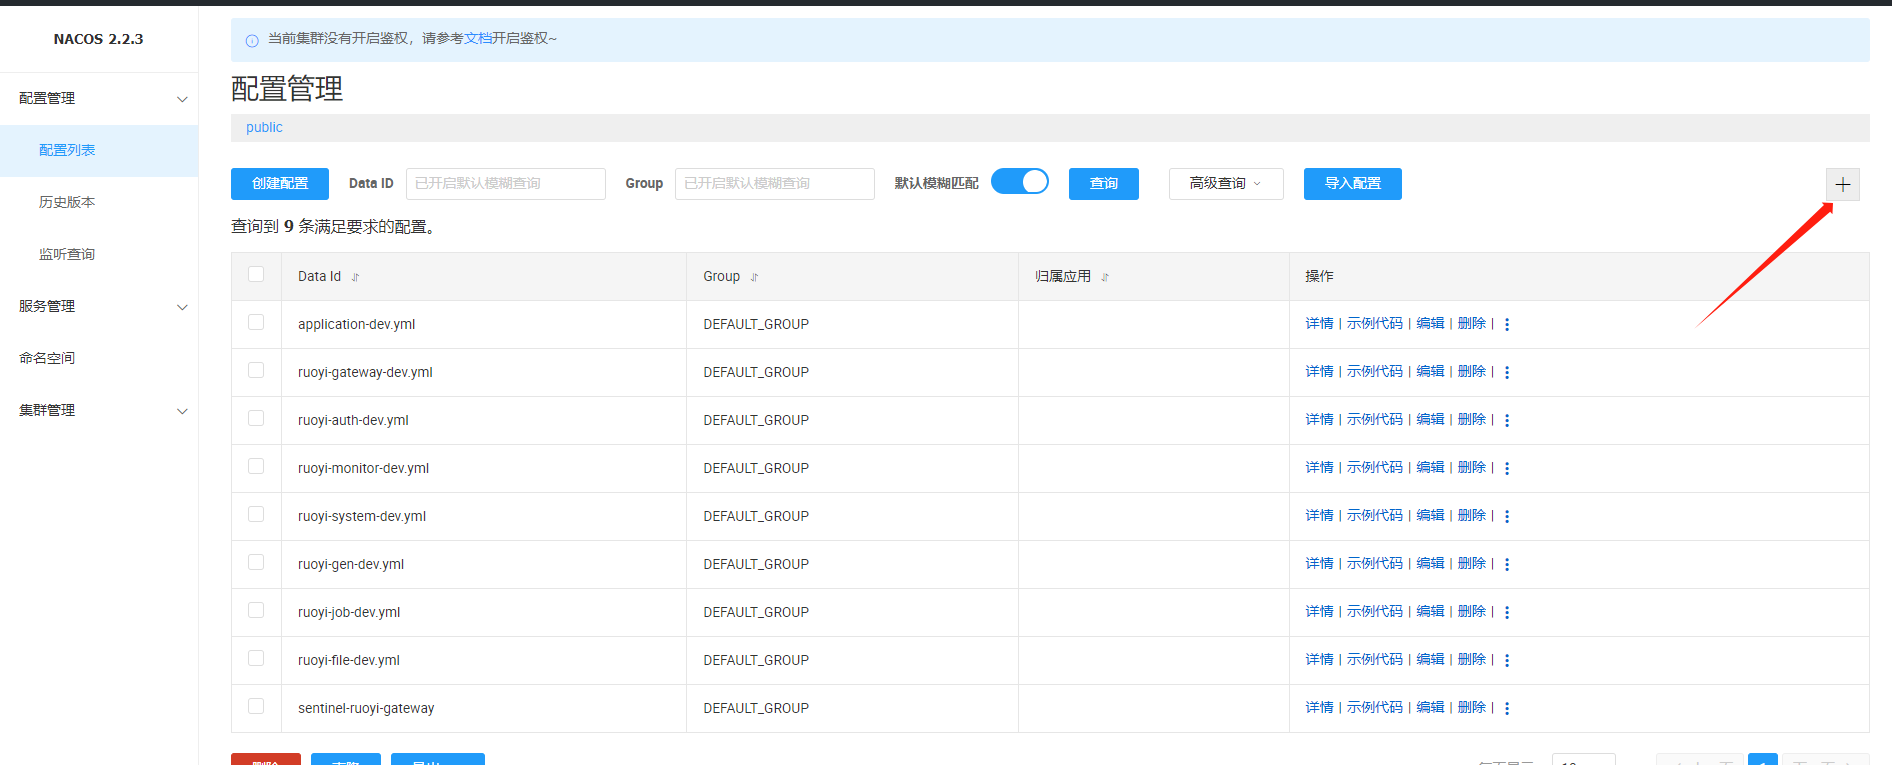 NACOS 2.2.3
配置管理
配置列表
历史版本
监听查询
服务管理
命名空间
集群管理
当前集群没有开启鉴权，请参考文档开启鉴权~
配置管理
public
创建配置 Data ID 已开启默认模糊查询 Group 已开启默认模糊查询 默认模糊匹配 查询 高级查询 导入配置
查询到 9 条满足要求的配置。
Data Id Group 归属应用 操作
application-dev.yml DEFAULT_GROUP 详情 | 示例代码 | 编辑 | 删除 |
ruoyi-gateway-dev.yml DEFAULT_GROUP 详情 | 示例代码 | 编辑 | 删除 |
ruoyi-auth-dev.yml DEFAULT_GROUP 详情 | 示例代码 | 编辑 | 删除 |
ruoyi-monitor-dev.yml DEFAULT_GROUP 详情 | 示例代码 | 编辑 | 删除 |
ruoyi-system-dev.yml DEFAULT_GROUP 详情 | 示例代码 | 编辑 | 删除 |
ruoyi-gen-dev.yml DEFAULT_GROUP 详情 | 示例代码 | 编辑 | 删除 |
ruoyi-job-dev.yml DEFAULT_GROUP 详情 | 示例代码 | 编辑 | 删除 |
ruoyi-file-dev.yml DEFAULT_GROUP 详情 | 示例代码 | 编辑 | 删除 |
sentinel-ruoyi-gateway DEFAULT_GROUP 详情 | 示例代码 | 编辑 | 删除 |